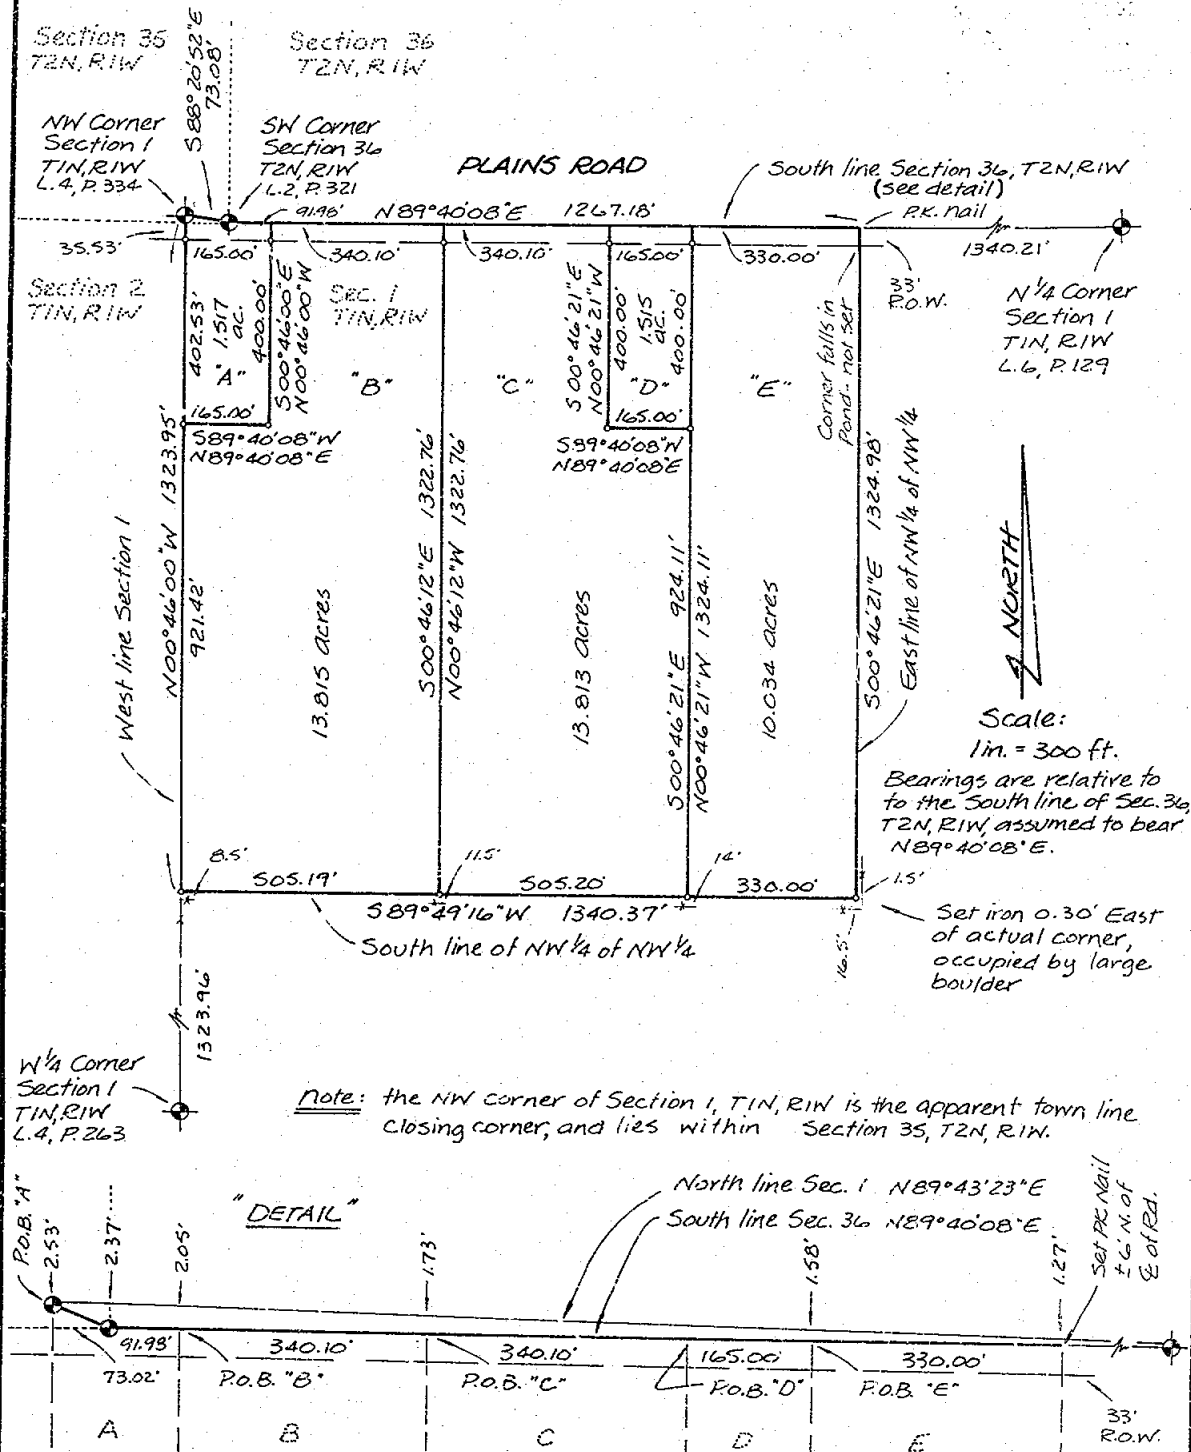 Section 35
T2N, R1W
S88°20'52"E
73.08'
Section 36
T2N, R1W
NW Corner
Section 1
T1N, R1W
L.4, P.334
SW Corner
Section 36
T2N, R1W
L.2, P.321
PLAINS ROAD
South line Section 36, T2N, R1W
(see detail)
P.K. nail
91.98'
N89°40'08"E 1267.18'
35.53'
165.00'
340.10'
340.10'
165.00'
330.00'
1340.21'
33'
R.O.W.
Section 2
T1N, R1W
Sec. 1
T1N, R1W
N 1/4 Corner
Section 1
T1N, R1W
L.6, P.129
402.53'
1.517
ac.
400.00'
S00°46'00"E
N00°46'00"W
"A"
"B"
"C"
S00°46'21"E
N00°46'21"W
400.00'
1.515
ac.
400.00'
"D"
"E"
Corner falls in
Pond - not set
165.00'
S89°40'08"W
N89°40'08"E
165.00'
S89°40'08"W
N89°40'08"E
West line Section 1
N00°46'00"W 1323.95'
921.42'
13.815 acres
S00°46'12"E 1322.76'
N00°46'12"W 1322.76'
13.813 acres
S00°46'21"E 924.11'
N00°46'21"W 1324.11'
10.034 acres
S00°46'21"E 1324.98'
East line of NW 1/4 of NW 1/4
NORTH
Scale:
1in. = 300 ft.
Bearings are relative to
to the South line of Sec. 36,
T2N, R1W, assumed to bear
N89°40'08"E.
8.5'
11.5'
14'
1.5'
505.19'
505.20'
330.00'
S89°49'16"W 1340.37'
South line of NW 1/4 of NW 1/4
16.5'
Set iron 0.30' East
of actual corner,
occupied by large
boulder
1323.96'
W 1/4 Corner
Section 1
T1N, R1W
L.4, P.263
Note: the NW corner of Section 1, T1N, R1W is the apparent town line
closing corner, and lies within Section 35, T2N, R1W.
"DETAIL"
North line Sec. 1 N89°43'23"E
South line Sec. 36 N89°40'08"E
P.O.B. "A"
2.53'
2.37'
2.05'
1.73'
1.58'
1.27'
Set PK Nail
±6' N. of
℄ of Rd.
91.98'
340.10'
340.10'
165.00'
330.00'
73.02'
P.O.B. "B"
P.O.B. "C"
P.O.B. "D"
P.O.B. "E"
33'
R.O.W.
A
B
C
D
E